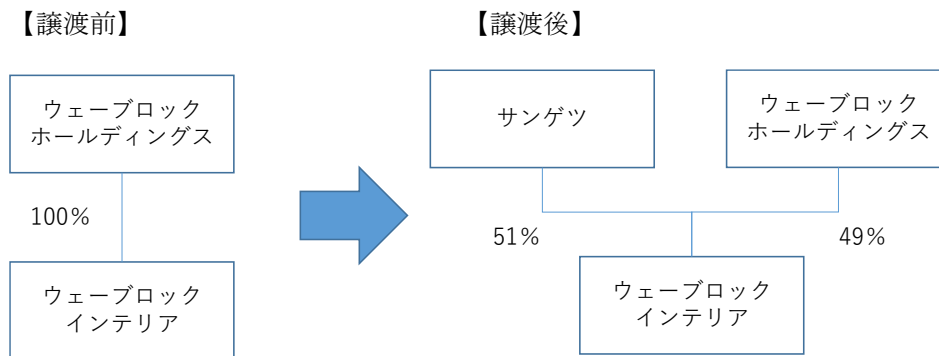 【譲渡前】
ウェーブロック
ホールディングス
100%
ウェーブロック
インテリア
【譲渡後】
サンゲツ
ウェーブロック
ホールディングス
51%
49%
ウェーブロック
インテリア